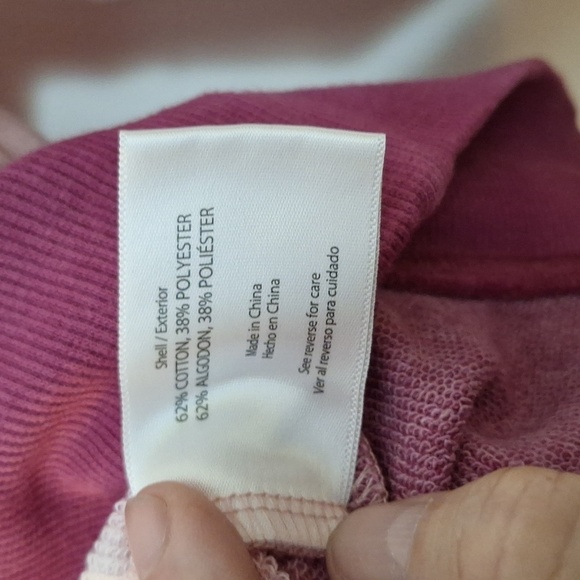 Shell / Exterior
62% COTTON, 38% POLYESTER
62% ALGODON, 38% POLIÉSTER
Made in China
Hecho en China
See reverse for care
Ver al reverso para cuidado